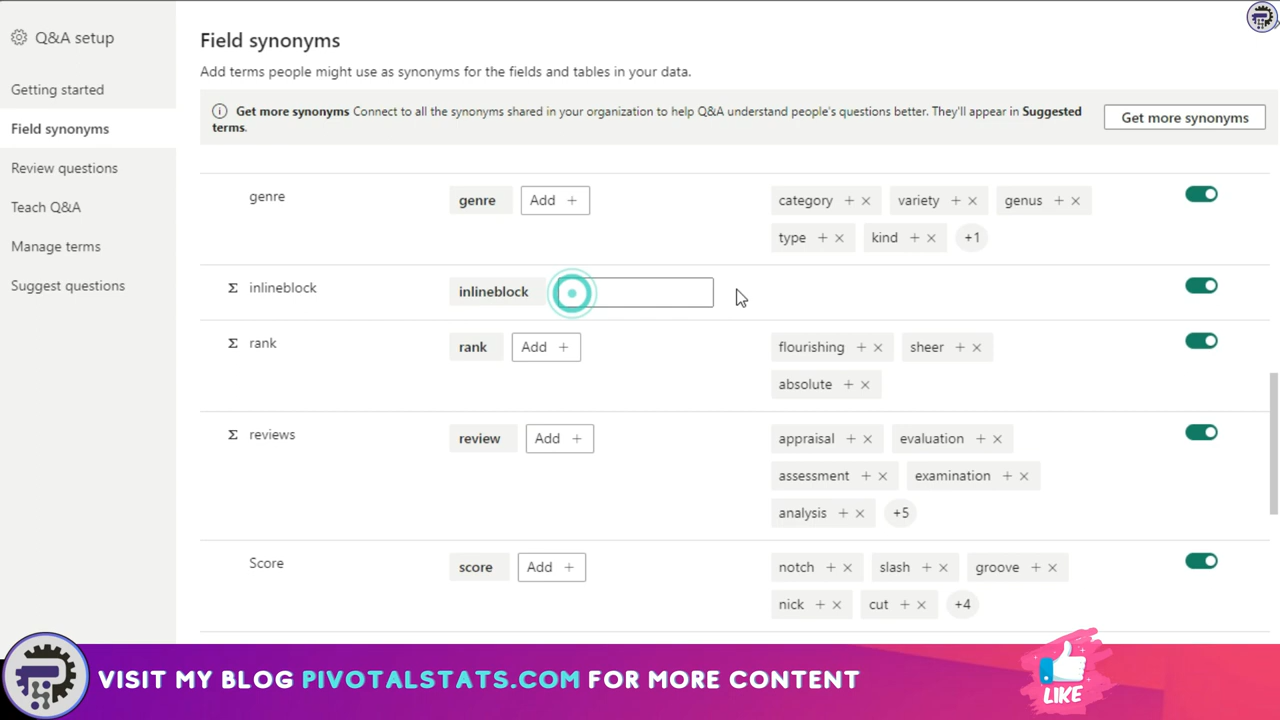 Q&A setup
Getting started
Field synonyms
Review questions
Teach Q&A
Manage terms
Suggest questions
Field synonyms
Add terms people might use as synonyms for the fields and tables in your data.
Get more synonyms Connect to all the synonyms shared in your organization to help Q&A understand people's questions better. They'll appear in Suggested
terms.
Get more synonyms
genre genre Add + category + × variety + × genus + ×
type + × kind + × +1
Σ inlineblock inlineblock
Σ rank rank Add + flourishing + × sheer + ×
absolute + ×
Σ reviews review Add + appraisal + × evaluation + ×
assessment + × examination + ×
analysis + × +5
Score score Add + notch + × slash + × groove + ×
nick + × cut + × +4
VISIT MY BLOG PIVOTALSTATS.COM FOR MORE CONTENT
LIKE